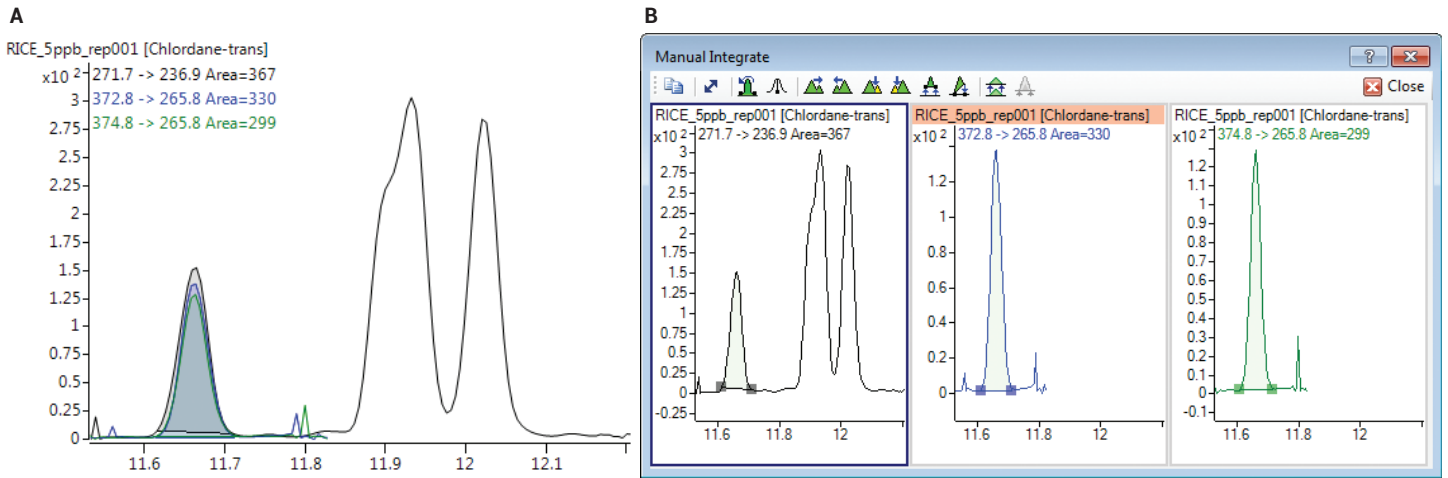 A
RICE_5ppb_rep001 [Chlordane-trans]
x10 2
271.7 -> 236.9 Area=367
372.8 -> 265.8 Area=330
374.8 -> 265.8 Area=299
3
2.75
2.5
2.25
2
1.75
1.5
1.25
1
0.75
0.5
0.25
0
11.6 11.7 11.8 11.9 12 12.1
B
Manual Integrate
? 
Close
RICE_5ppb_rep001 [Chlordane-trans]
x10 2 271.7 -> 236.9 Area=367
3
2.75
2.5
2.25
2
1.75
1.5
1.25
1
0.75
0.5
0.25
0
-0.25
11.6 11.8 12
RICE_5ppb_rep001 [Chlordane-trans]
x10 2 372.8 -> 265.8 Area=330
1.2
1
0.8
0.6
0.4
0.2
0
11.6 11.8 12
RICE_5ppb_rep001 [Chlordane-trans]
x10 2 374.8 -> 265.8 Area=299
1.2
1.1
1
0.9
0.8
0.7
0.6
0.5
0.4
0.3
0.2
0.1
0
-0.1
11.6 11.8 12